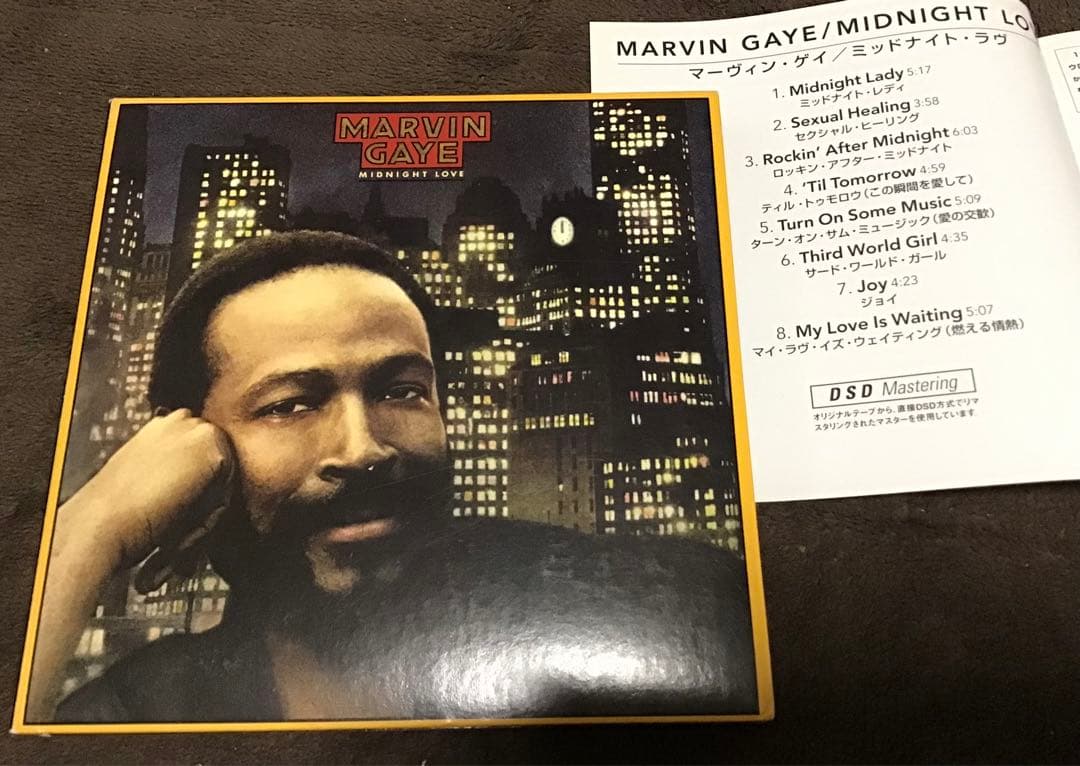 MARVIN
GAYE
MIDNIGHT LOVE
MARVIN GAYE/MIDNIGHT LO
マーヴィン・ゲイ／ミッドナイト・ラヴ
1. Midnight Lady 5:17
ミッドナイト・レディ
2. Sexual Healing 3:58
セクシャル・ヒーリング
3. Rockin' After Midnight 6:03
ロッキン・アフター・ミッドナイト
4. 'Til Tomorrow 4:59
ティル・トゥモロウ（この瞬間を愛して）
5. Turn On Some Music 5:09
ターン・オン・サム・ミュージック（愛の交歓）
6. Third World Girl 4:35
サード・ワールド・ガール
7. Joy 4:23
ジョイ
8. My Love Is Waiting 5:07
マイ・ラヴ・イズ・ウェイティング（燃える情熱）
DSD Mastering
オリジナルテープから、直接DSD方式でリマ
スタリングされたマスターを使用しています。